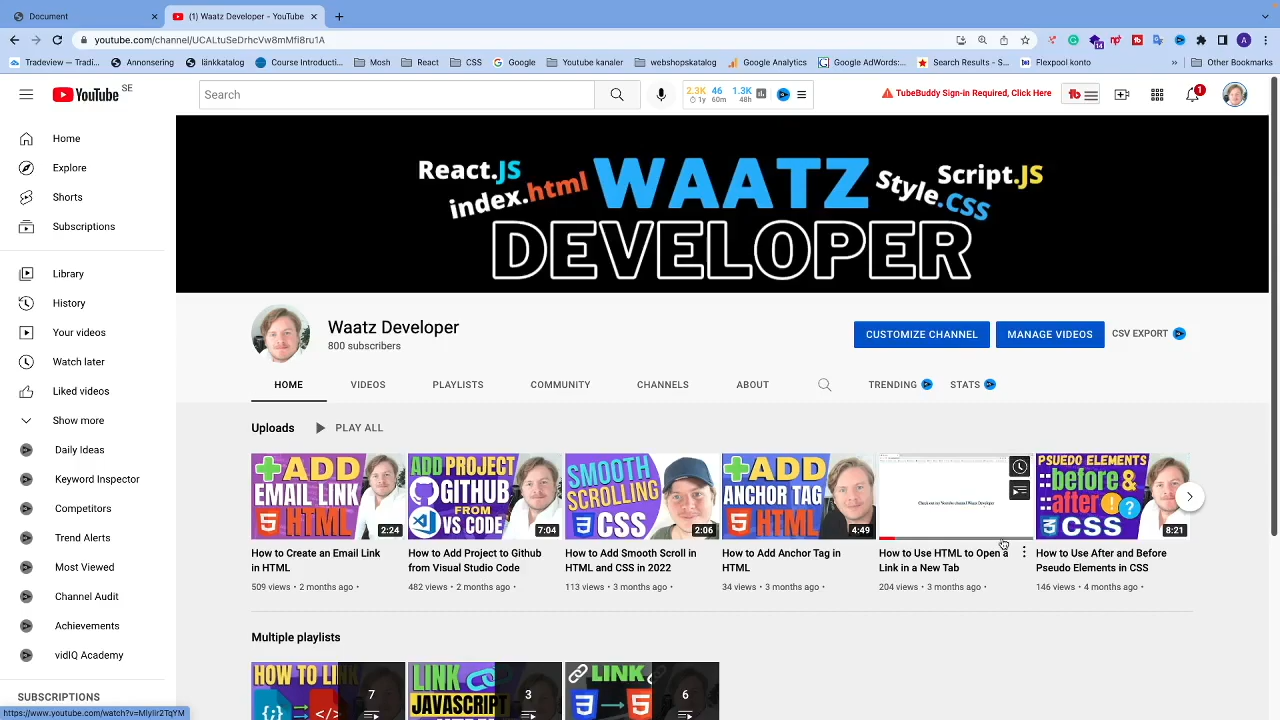 Document
Waatz Developer - YouTube
youtube.com/channel/UCALtuSeDrhcVw8mMfi8ru1A
A
Tradeview – Tradi...
Annonsering
länkkatalog
Course Introducti...
Mosh
React
CSS
Google
Youtube kanaler
webshopskatalog
Google Analytics
Google AdWords:...
Search Results - S...
Flexpool konto
Other Bookmarks
YouTube SE
Search
2.3K 46 1.3K
1y 60m 48h
TubeBuddy Sign-in Required, Click Here
tb
1
Home
Explore
Shorts
Subscriptions
Library
History
Your videos
Watch later
Liked videos
Show more
Daily Ideas
Keyword Inspector
Competitors
Trend Alerts
Most Viewed
Channel Audit
Achievements
vidIQ Academy
SUBSCRIPTIONS
React.JS
index.html
WAATZ
Style.CSS
Script.JS
DEVELOPER
Waatz Developer
800 subscribers
CUSTOMIZE CHANNEL
MANAGE VIDEOS
CSV EXPORT
HOME
VIDEOS
PLAYLISTS
COMMUNITY
CHANNELS
ABOUT
TRENDING
STATS
Uploads
PLAY ALL
ADD
EMAIL LINK
HTML
2:24
How to Create an Email Link
in HTML
509 views • 2 months ago •
ADD PROJECT
GITHUB
FROM
VS CODE
7:04
How to Add Project to Github
from Visual Studio Code
482 views • 2 months ago •
SMOOTH
SCROLLING
CSS
2:06
How to Add Smooth Scroll in
HTML and CSS in 2022
113 views • 3 months ago •
ADD
ANCHOR TAG
HTML
4:49
How to Add Anchor Tag in
HTML
34 views • 3 months ago •
Check out my Youtube channel Waatz Developer
How to Use HTML to Open a
Link in a New Tab
204 views • 3 months ago •
PSUEDO ELEMENTS
::before
&
::after
CSS
8:21
How to Use After and Before
Pseudo Elements in CSS
146 views • 4 months ago •
Multiple playlists
HOW TO LINK
7
LINK
JAVASCRIPT
3
LINK
6
https://www.youtube.com/watch?v=MlyIir2TqYM